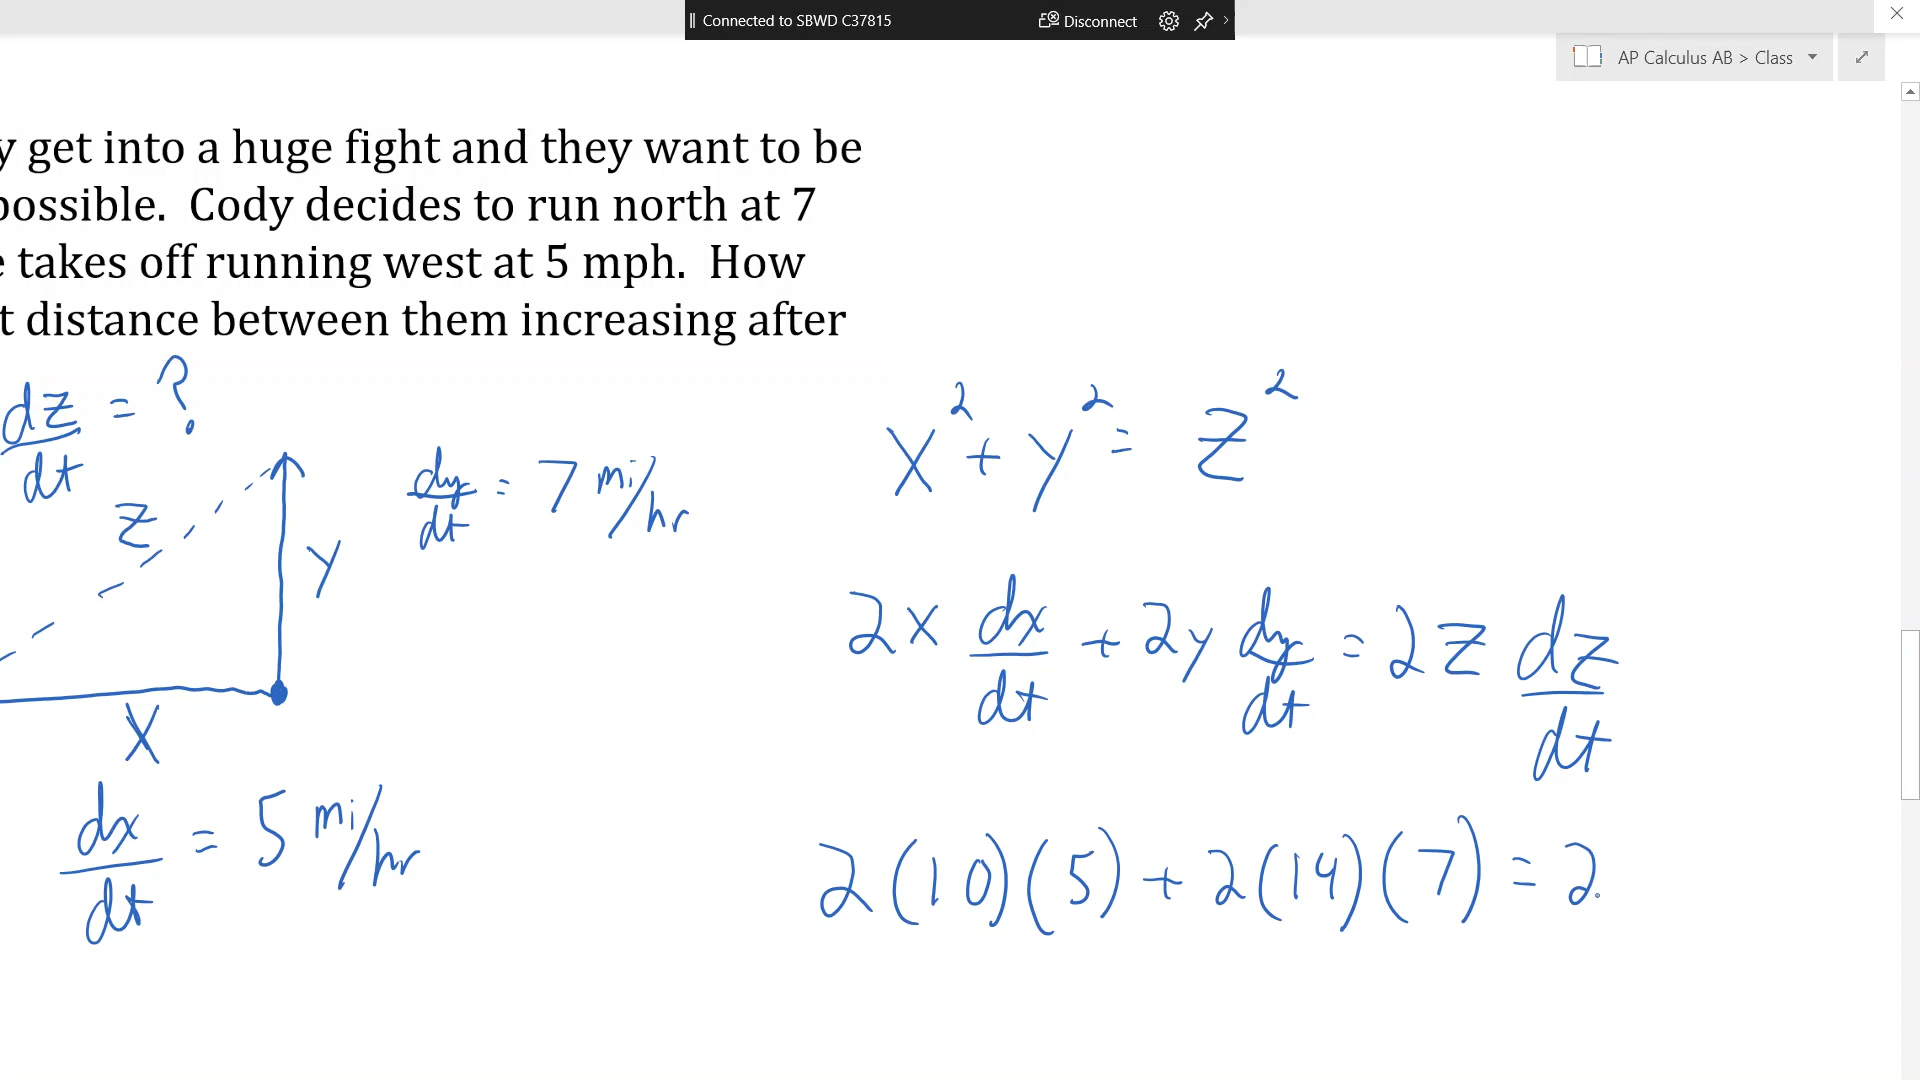 Connected to SBWD C37815 Disconnect
AP Calculus AB > Class
y get into a huge fight and they want to be
possible. Cody decides to run north at 7
e takes off running west at 5 mph. How
t distance between them increasing after
dz/dt = ?
x² + y² = z²
z
dy/dt = 7 mi/hr
y
2x dx/dt + 2y dy/dt = 2z dz/dt
x
dx/dt = 5 mi/hr
2(10)(5) + 2(14)(7) = 2